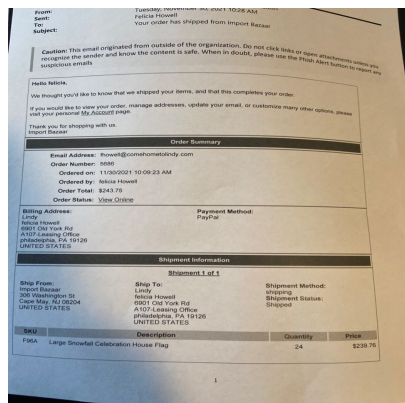 From:
Sent: Tuesday, November 30, 2021 10:28 AM
To: Felicia Howell
Subject: Your order has shipped from Import Bazaar
Caution: This email originated from outside of the organization. Do not click links or open attachments unless you
recognize the sender and know the content is safe. When in doubt, please use the Phish Alert button to report any
suspicious emails
Hello felicia,
We thought you'd like to know that we shipped your items, and that this completes your order.
If you would like to view your order, manage addresses, update your email, or customize many other options, please
visit your personal My Account page.
Thank you for shopping with us.
Import Bazaar
Order Summary
Email Address: fhowell@comehometolindy.com
Order Number: 5686
Ordered on: 11/30/2021 10:09:23 AM
Ordered by: felicia Howell
Order Total: $243.76
Order Status: View Online
Billing Address:
Lindy
felicia Howell
6901 Old York Rd
A107-Leasing Office
philadelphia, PA 19126
UNITED STATES
Payment Method:
PayPal
Shipment Information
Shipment 1 of 1
Ship From:
Import Bazaar
306 Washington St
Cape May, NJ 08204
UNITED STATES
Ship To:
Lindy
felicia Howell
6901 Old York Rd
A107-Leasing Office
philadelphia, PA 19126
UNITED STATES
Shipment Method:
shipping
Shipment Status:
Shipped
SKU Description Quantity Price
F96A Large Snowfall Celebration House Flag 24 $239.76
1